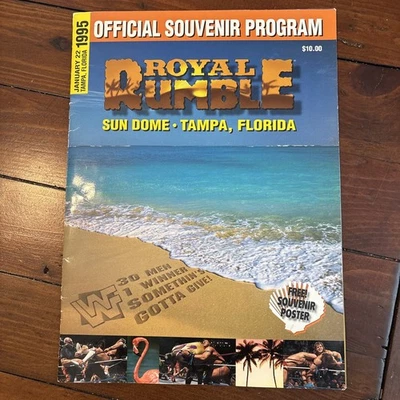 OFFICIAL SOUVENIR PROGRAM
JANUARY 22
TAMPA, FLORIDA
1995
$10.00
ROYAL
RUMBLE
SUN DOME • TAMPA, FLORIDA
WF
30 MEN
1 WINNER
SOMETHIN'S
GOTTA GIVE!
FREE!
SOUVENIR
POSTER